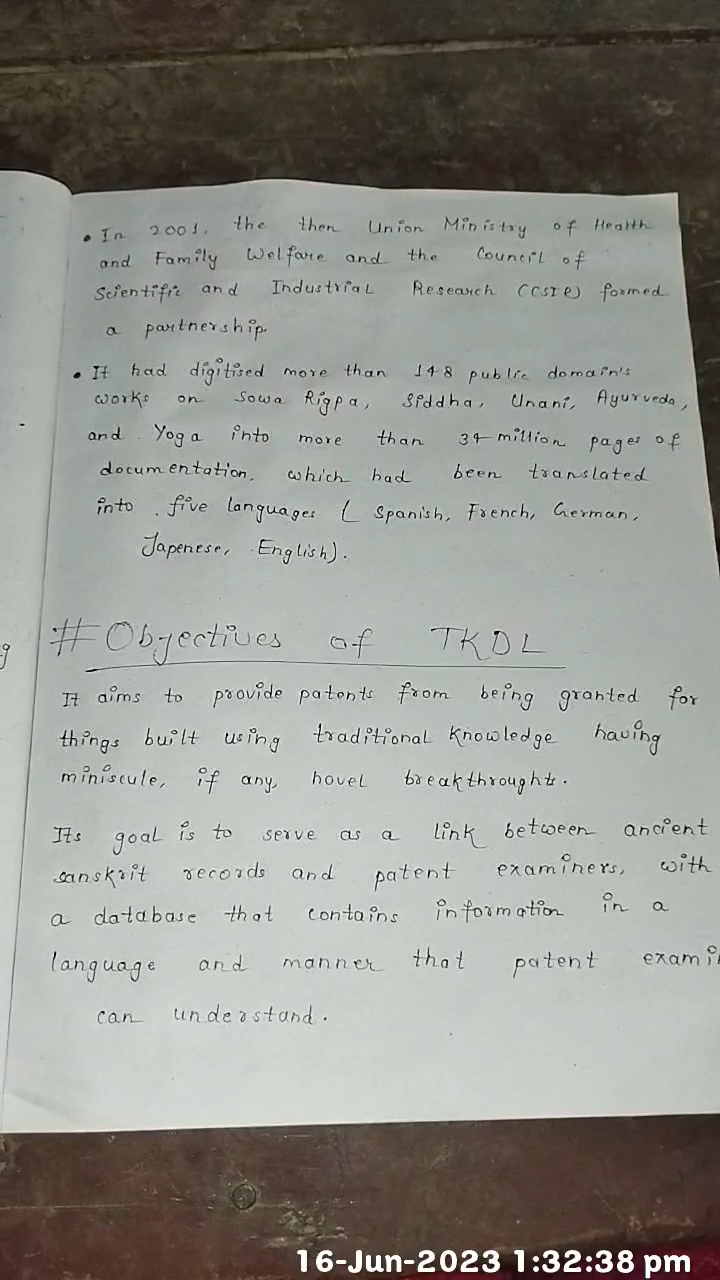 • In 2001, the then Union Ministry of Health
and Family Welfare and the Council of
Scientific and Industrial Research (CSIR) formed
a partnership.
• It had digitised more than 148 public domain's
works on Sowa Rigpa, Siddha, Unani, Ayurveda,
and Yoga into more than 34 million pages of
documentation, which had been translated
into five languages ( Spanish, French, German,
Japenese, English).
# Objectives of TKDL
It aims to provide patents from being granted for
things built using traditional knowledge having
miniscule, if any, novel breakthroughts.
Its goal is to serve as a link between ancient
sanskrit records and patent examiners, with
a database that contains information in a
language and manner that patent exami
can understand.
16-Jun-2023 1:32:38 pm